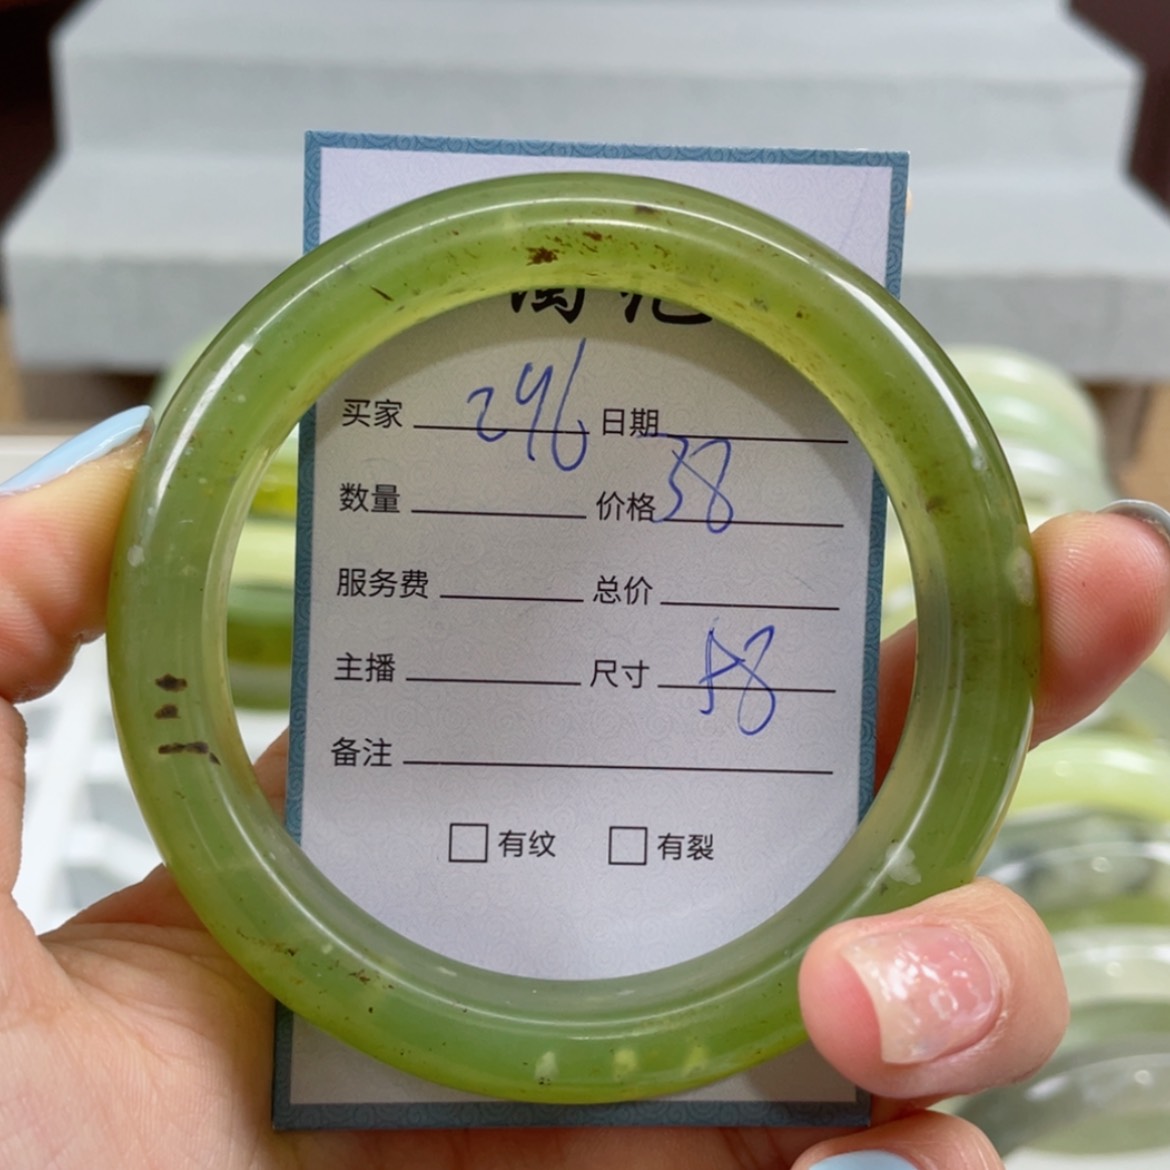 买家 296 日期
数量 价格 38
服务费 总价
主播 尺寸 58
备注
□ 有纹 □ 有裂